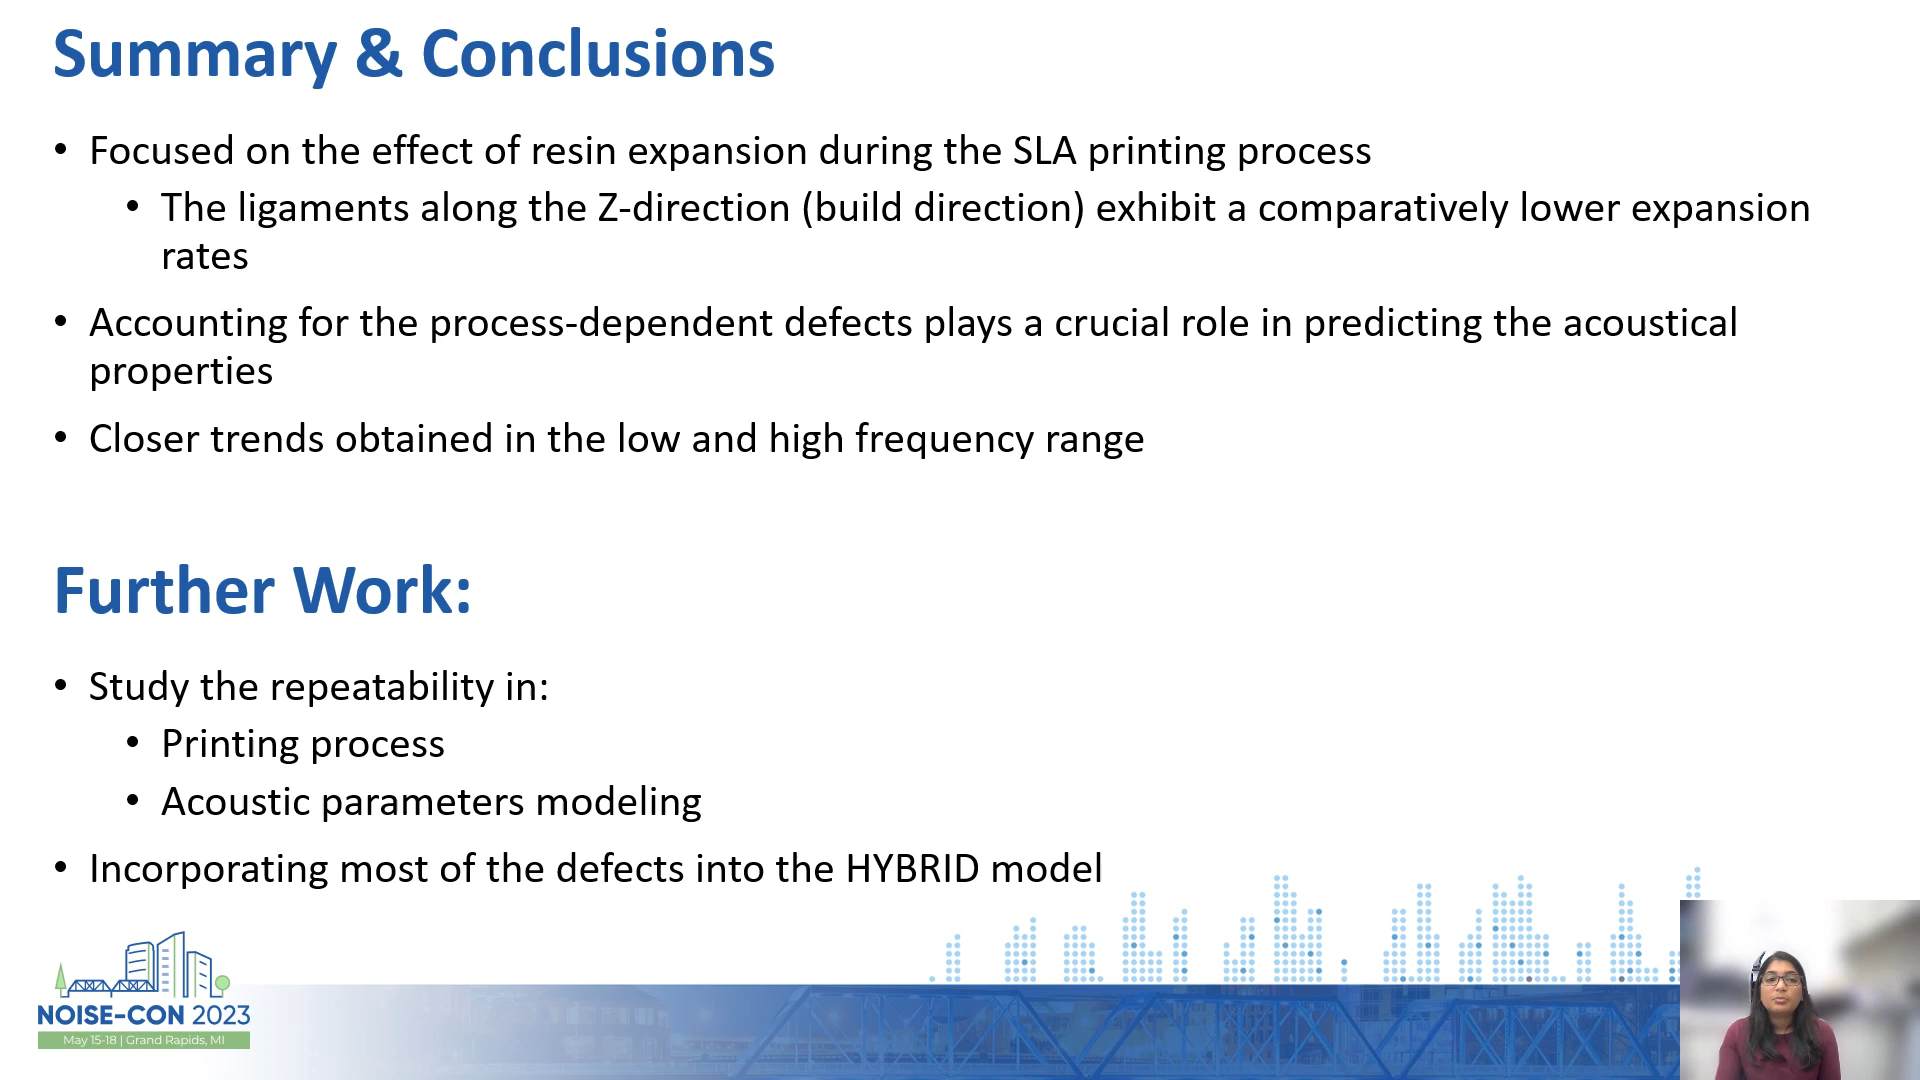 Summary & Conclusions
• Focused on the effect of resin expansion during the SLA printing process
• The ligaments along the Z-direction (build direction) exhibit a comparatively lower expansion
rates
• Accounting for the process-dependent defects plays a crucial role in predicting the acoustical
properties
• Closer trends obtained in the low and high frequency range
Further Work:
• Study the repeatability in:
• Printing process
• Acoustic parameters modeling
• Incorporating most of the defects into the HYBRID model
NOISE-CON 2023
May 15-18 | Grand Rapids, MI